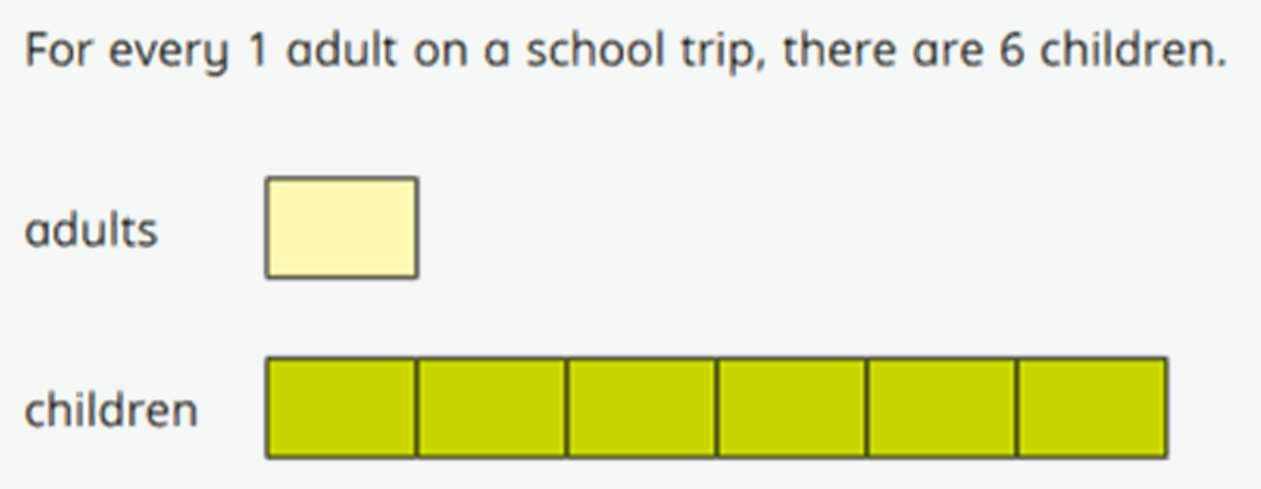 For every 1 adult on a school trip, there are 6 children.
adults
children